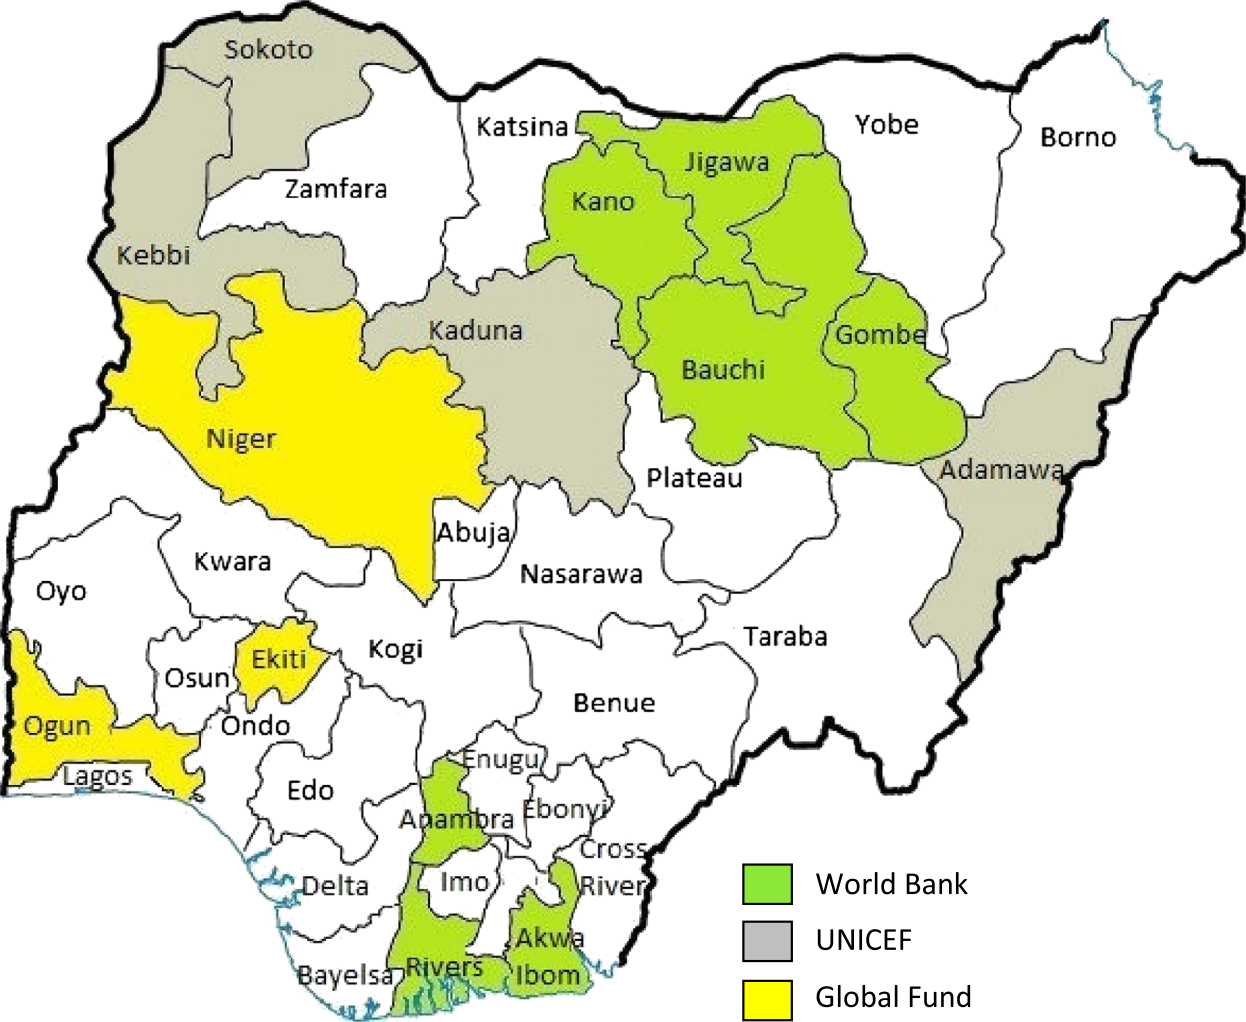 Sokoto
Katsina
Yobe
Borno
Jigawa
Zamfara
Kano
Kebbi
Kaduna
Gombe
Bauchi
Niger
Adamawa
Plateau
Abuja
Kwara
Nasarawa
Oyo
Taraba
Kogi
Ekiti
Osun
Benue
Ogun
Ondo
Enugu
Lagos
Edo
Ebonyi
Anambra
Cross
River
Imo
Delta
Akwa
Ibom
Rivers
Bayelsa
World Bank
UNICEF
Global Fund